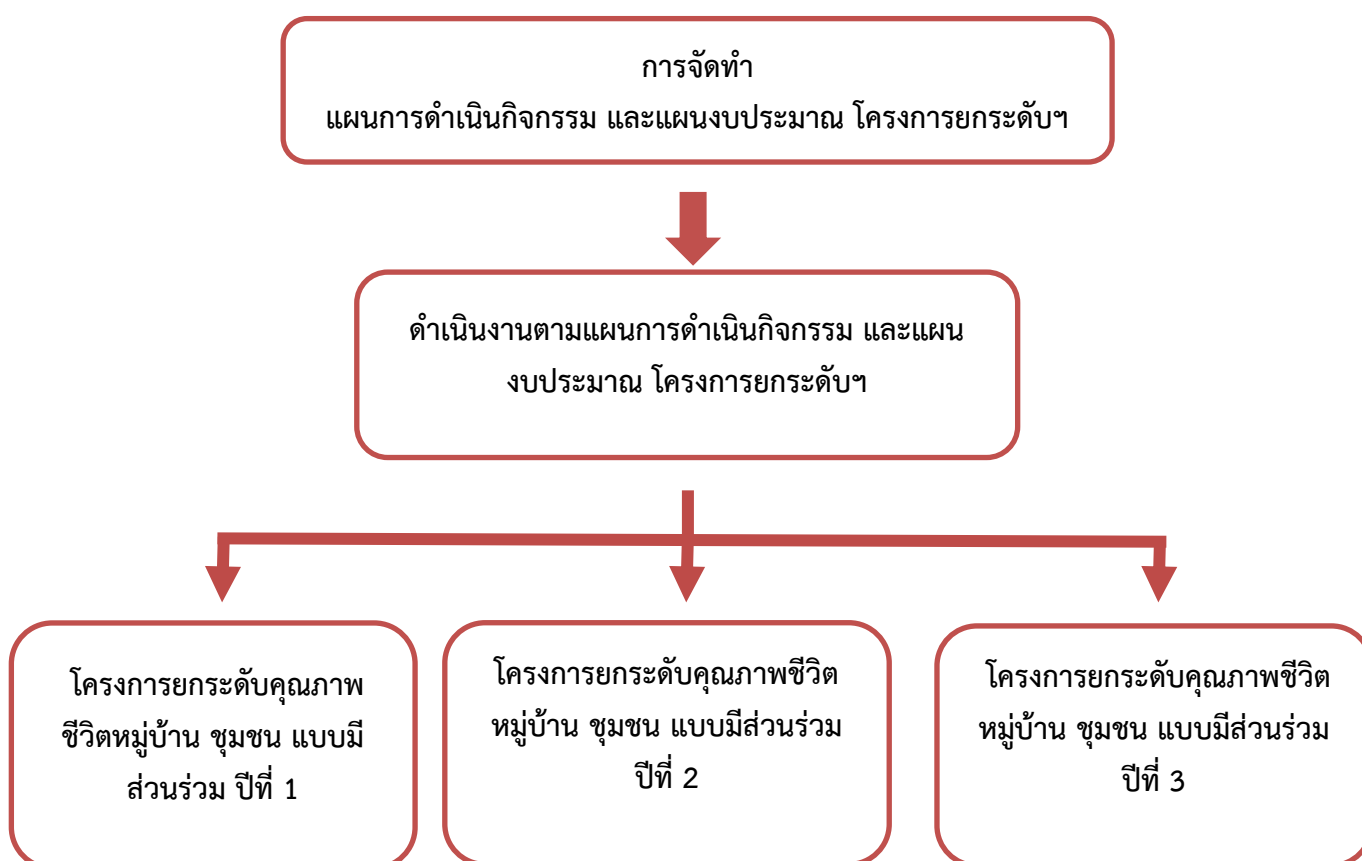 การจัดทำ
แผนการดำเนินกิจกรรม และแผนงบประมาณ โครงการยกระดับฯ
ดำเนินงานตามแผนการดำเนินกิจกรรม และแผน
งบประมาณ โครงการยกระดับฯ
โครงการยกระดับคุณภาพ
ชีวิตหมู่บ้าน ชุมชน แบบมี
ส่วนร่วม ปีที่ 1
โครงการยกระดับคุณภาพชีวิต
หมู่บ้าน ชุมชน แบบมีส่วนร่วม
ปีที่ 2
โครงการยกระดับคุณภาพชีวิต
หมู่บ้าน ชุมชน แบบมีส่วนร่วม
ปีที่ 3